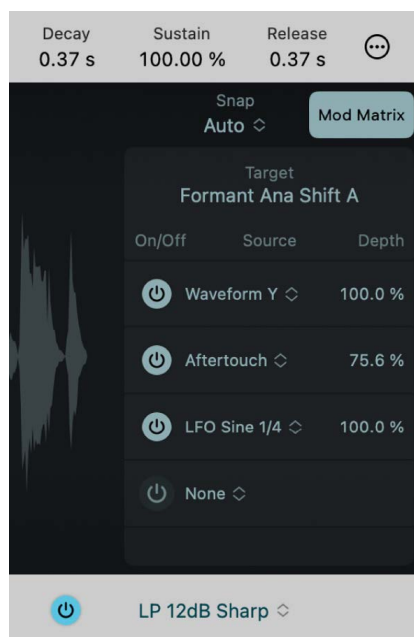 Decay Sustain Release
0.37 s 100.00 % 0.37 s
Snap
Auto
Mod Matrix
Target
Formant Ana Shift A
On/Off Source Depth
Waveform Y 100.0 %
Aftertouch 75.6 %
LFO Sine 1/4 100.0 %
None
LP 12dB Sharp